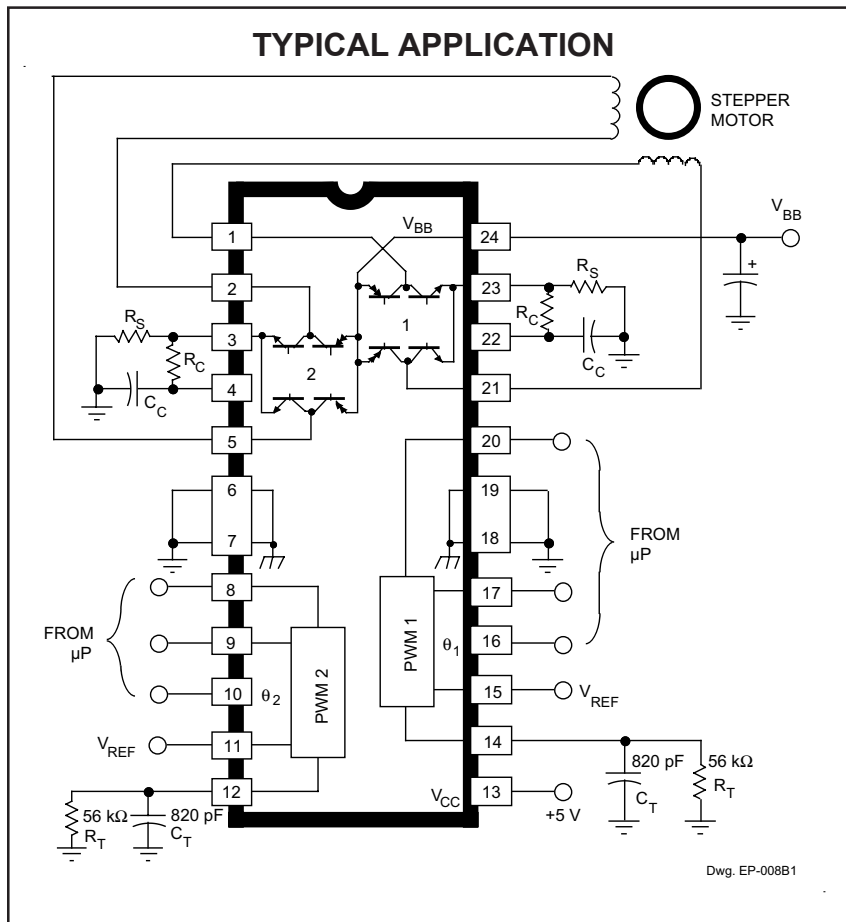 TYPICAL APPLICATION
STEPPER
MOTOR
V_BB
V_BB
1
24
2
23
R_S
R_S
R_C
3
1
22
R_C
C_C
2
4
C_C
21
5
20
6
19
7
18
FROM
µP
8
17
FROM
µP
9
PWM 2
PWM 1
θ_1
16
10
θ_2
15
V_REF
V_REF
11
14
12
V_CC
13
+5 V
820 pF
C_T
56 kΩ
R_T
56 kΩ
R_T
820 pF
C_T
+
Dwg. EP-008B1